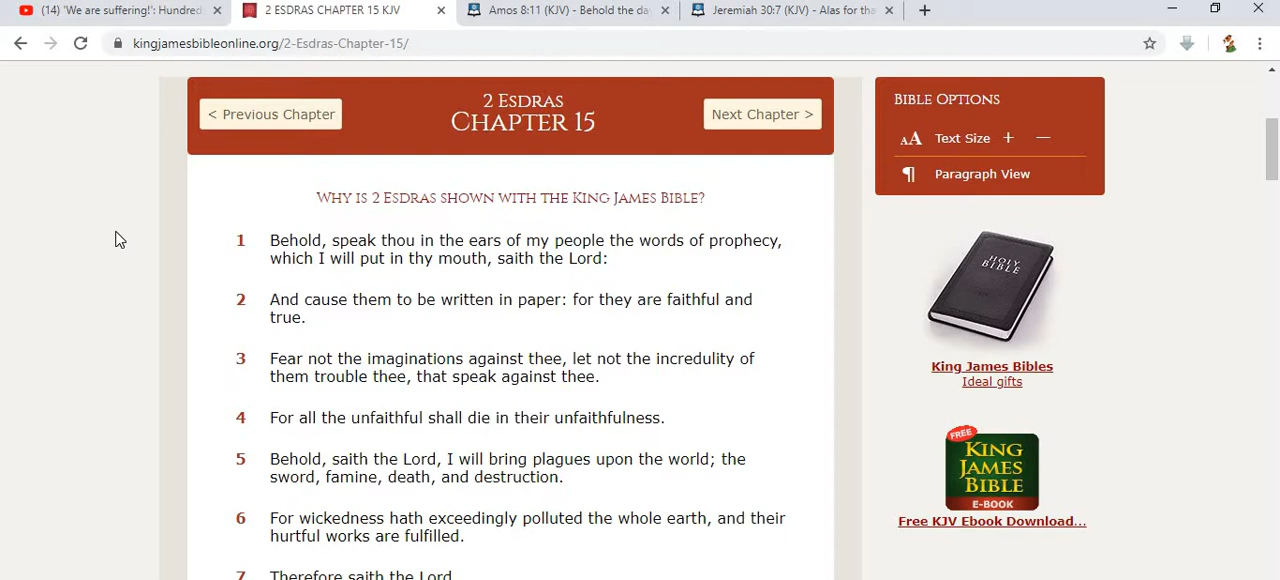 (14) 'We are suffering!': Hundred
2 ESDRAS CHAPTER 15 KJV
Amos 8:11 (KJV) - Behold the da
Jeremiah 30:7 (KJV) - Alas for tha
kingjamesbibleonline.org/2-Esdras-Chapter-15/
< Previous Chapter
2 Esdras
Chapter 15
Next Chapter >
Why is 2 Esdras shown with the King James Bible?
1 Behold, speak thou in the ears of my people the words of prophecy,
which I will put in thy mouth, saith the Lord:
2 And cause them to be written in paper: for they are faithful and
true.
3 Fear not the imaginations against thee, let not the incredulity of
them trouble thee, that speak against thee.
4 For all the unfaithful shall die in their unfaithfulness.
5 Behold, saith the Lord, I will bring plagues upon the world; the
sword, famine, death, and destruction.
6 For wickedness hath exceedingly polluted the whole earth, and their
hurtful works are fulfilled.
7 Therefore saith the Lord,
Bible Options
AA Text Size + —
¶ Paragraph View
HOLY
BIBLE
King James Bibles
Ideal gifts
FREE
KING
JAMES
BIBLE
E-BOOK
Free KJV Ebook Download...